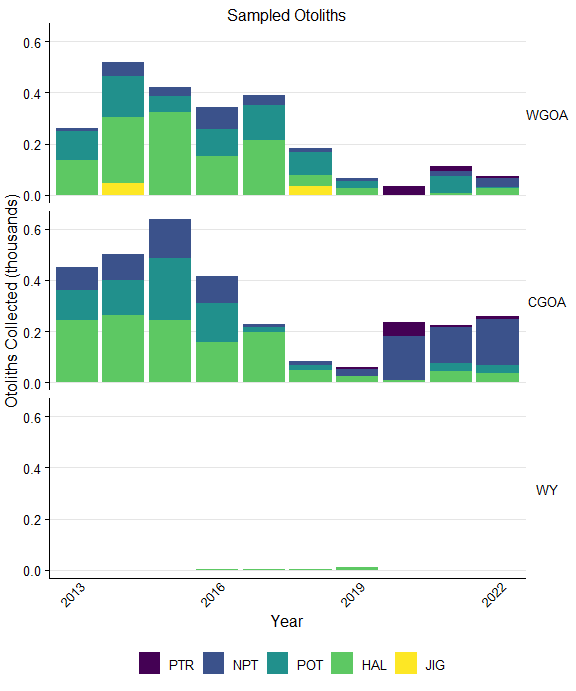 Sampled Otoliths
Otoliths Collected (thousands)
0.6
0.4
0.2
0.0
WGOA
0.6
0.4
0.2
0.0
CGOA
0.6
0.4
0.2
0.0
WY
2013 2016 2019 2022
Year
PTR NPT POT HAL JIG